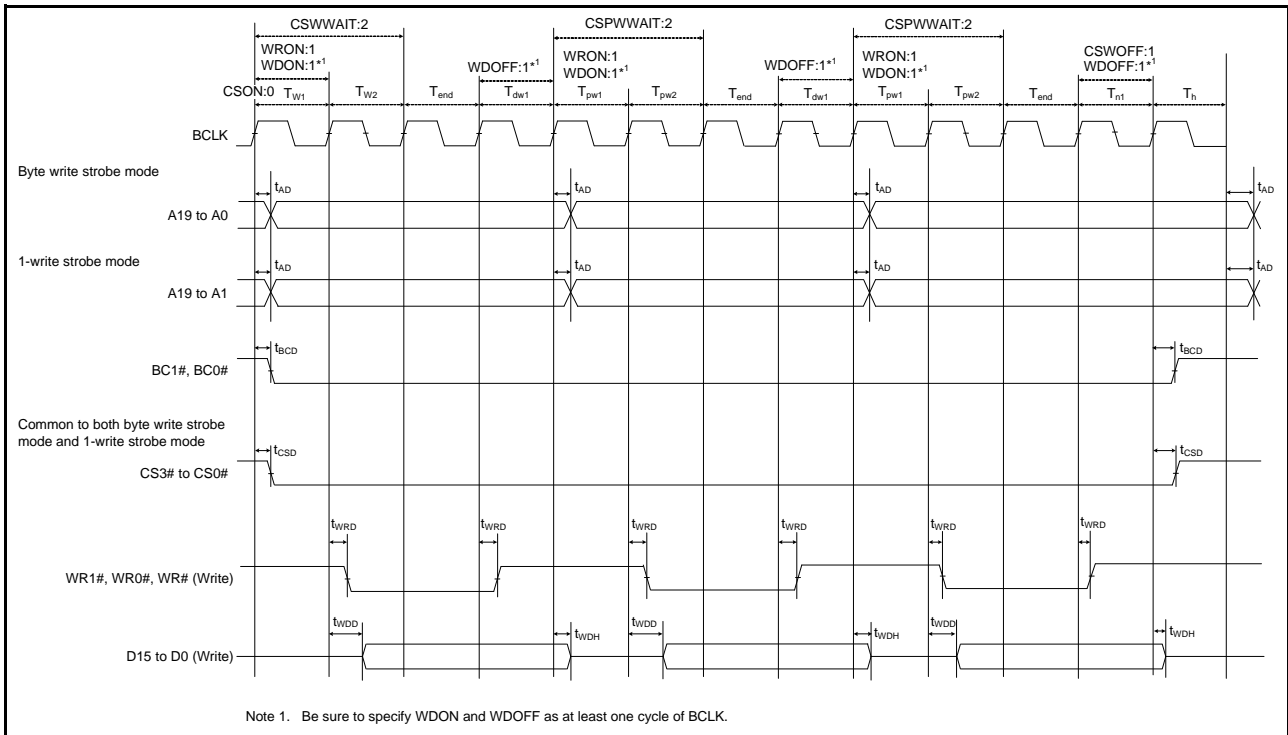 CSWWAIT:2 CSPWWAIT:2 CSPWWAIT:2
WRON:1 WRON:1 WRON:1 CSWOFF:1
WDON:1*1 WDOFF:1*1 WDON:1*1 WDOFF:1*1 WDON:1*1 WDOFF:1*1
CSON:0 TW1 TW2 Tend Tdw1 Tpw1 Tpw2 Tend Tdw1 Tpw1 Tpw2 Tend Tn1 Th
BCLK
Byte write strobe mode
tAD tAD tAD tAD
A19 to A0
1-write strobe mode
tAD tAD tAD tAD
A19 to A1
tBCD tBCD
BC1#, BC0#
Common to both byte write strobe
mode and 1-write strobe mode
tCSD tCSD
CS3# to CS0#
tWRD tWRD tWRD tWRD tWRD tWRD
WR1#, WR0#, WR# (Write)
tWDD tWDH tWDD tWDH tWDD tWDH
D15 to D0 (Write)
Note 1. Be sure to specify WDON and WDOFF as at least one cycle of BCLK.